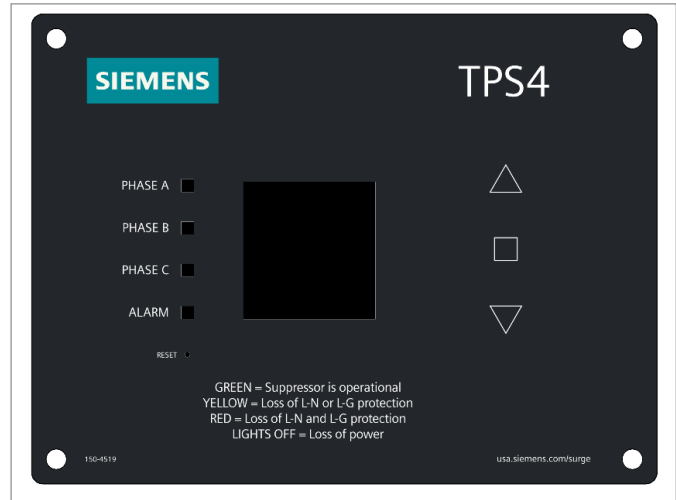 SIEMENS
TPS4
PHASE A
PHASE B
PHASE C
ALARM
RESET
GREEN = Suppressor is operational
YELLOW = Loss of L-N or L-G protection
RED = Loss of L-N and L-G protection
LIGHTS OFF = Loss of power
150-4519
usa.siemens.com/surge